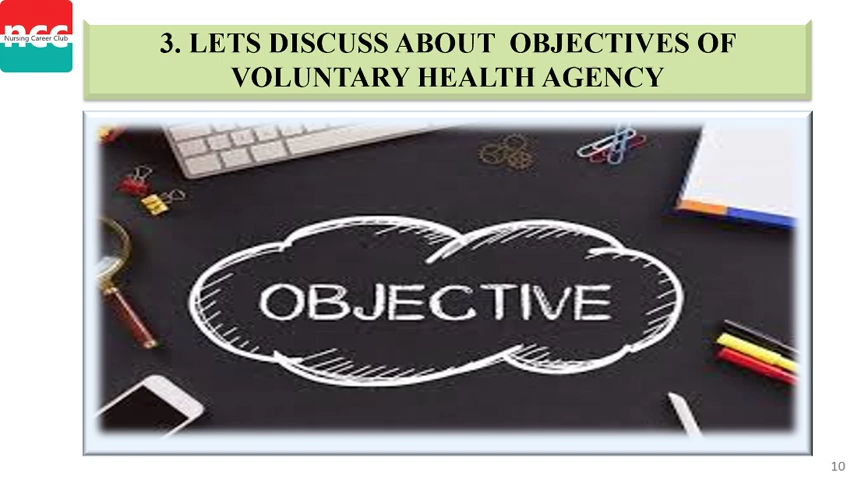 ncc
Nursing Career Club
3. LETS DISCUSS ABOUT OBJECTIVES OF
VOLUNTARY HEALTH AGENCY
OBJECTIVE
10